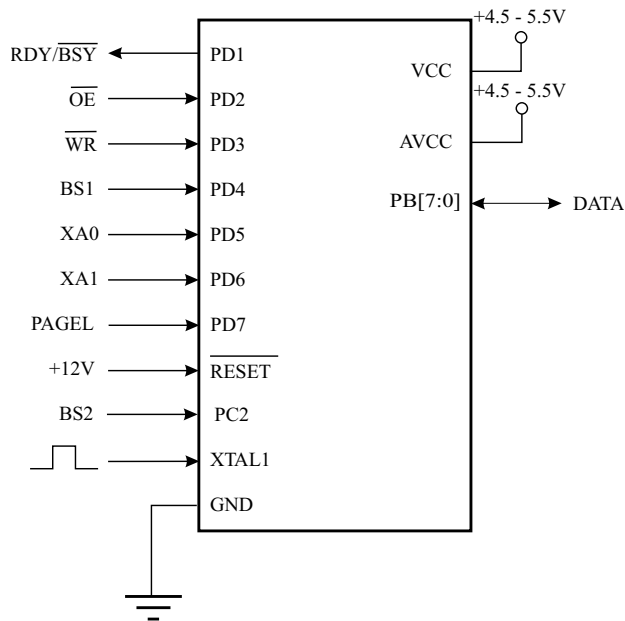 +4.5 - 5.5V
RDY/BSY PD1
VCC
+4.5 - 5.5V
OE PD2
WR PD3
AVCC
BS1 PD4
PB[7:0] DATA
XA0 PD5
XA1 PD6
PAGEL PD7
+12V RESET
BS2 PC2
XTAL1
GND